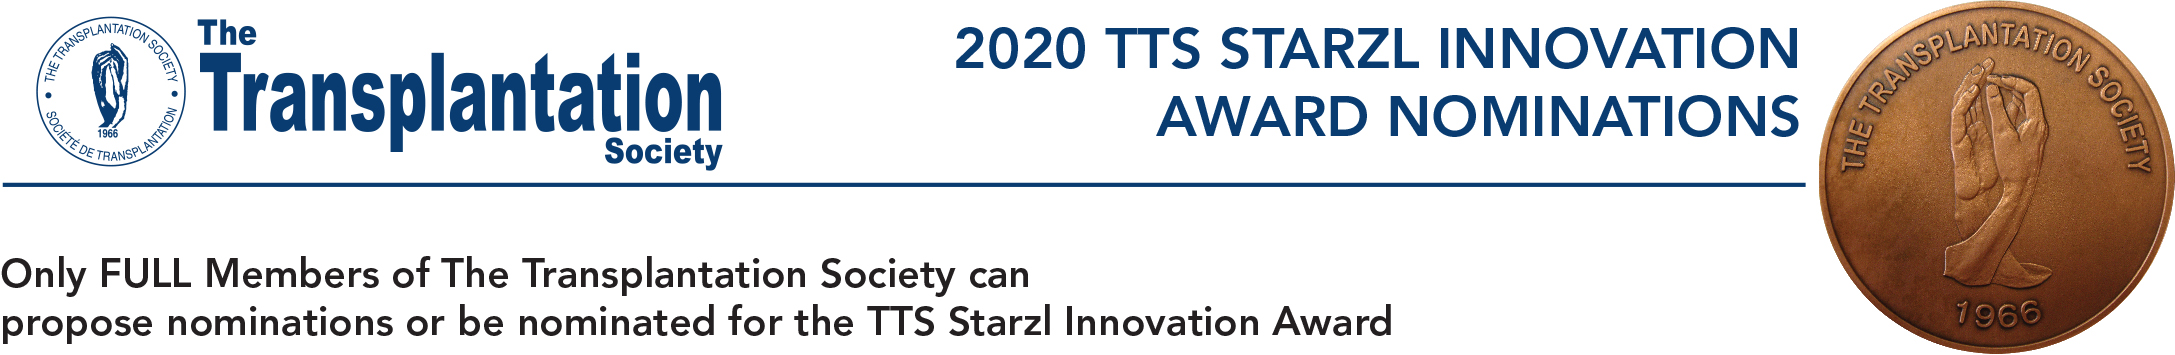 THE TRANSPLANTATION SOCIETY
1966
SOCIÉTÉ DE TRANSPLANTATION
The
Transplantation
Society
2020 TTS STARZL INNOVATION
AWARD NOMINATIONS
THE TRANSPLANTATION SOCIETY
1966
Only FULL Members of The Transplantation Society can
propose nominations or be nominated for the TTS Starzl Innovation Award